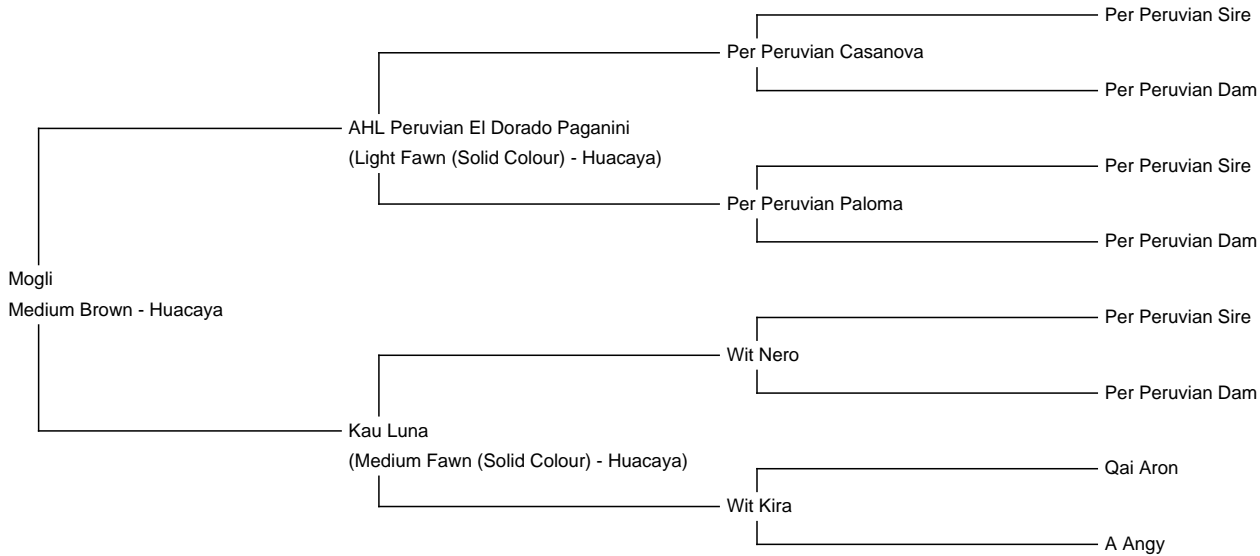 Per Peruvian Sire
Per Peruvian Casanova
Per Peruvian Dam
AHL Peruvian El Dorado Paganini
(Light Fawn (Solid Colour) - Huacaya)
Per Peruvian Sire
Per Peruvian Paloma
Per Peruvian Dam
Mogli
Medium Brown - Huacaya
Per Peruvian Sire
Wit Nero
Per Peruvian Dam
Kau Luna
(Medium Fawn (Solid Colour) - Huacaya)
Qai Aron
Wit Kira
A Angy